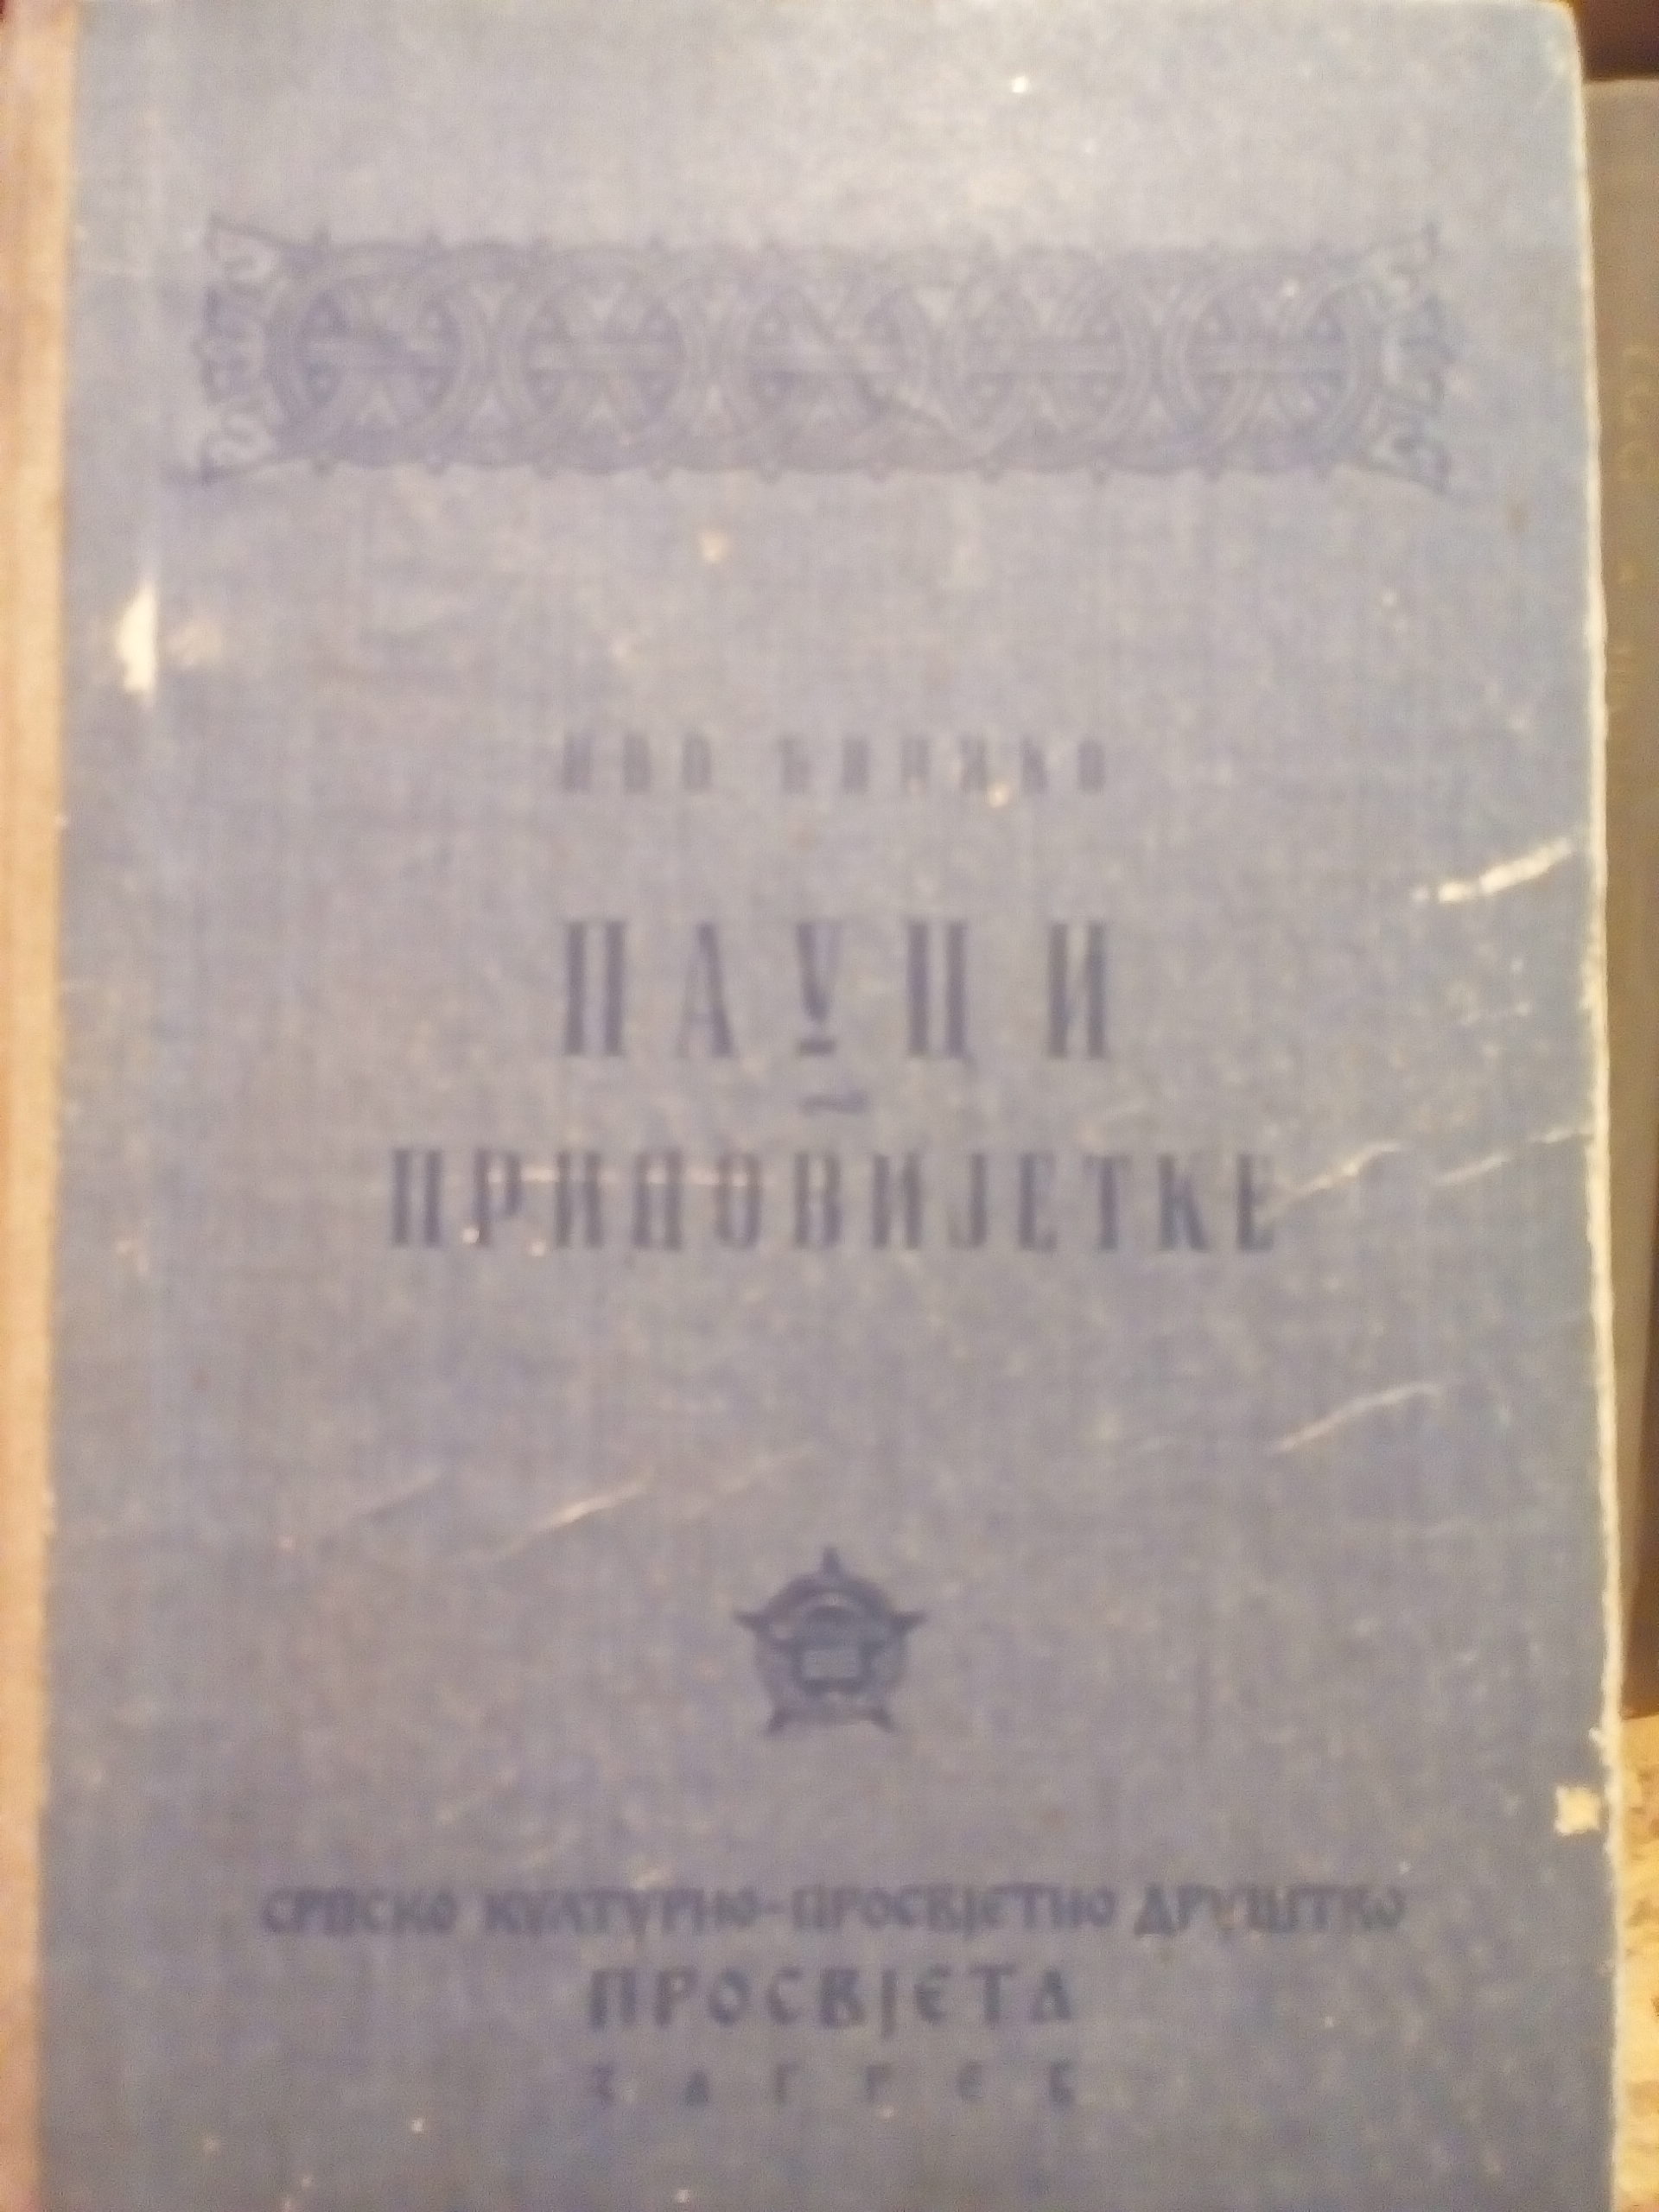 ИВО ЋИПИКО
ПАУЦИ
ПРИПОВИЈЕТКЕ
СРПСКО КУЛТУРНО-ПРОСВЈЕТНО ДРУШТВО
ПРОСВЈЕТА
ЗАГРЕБ